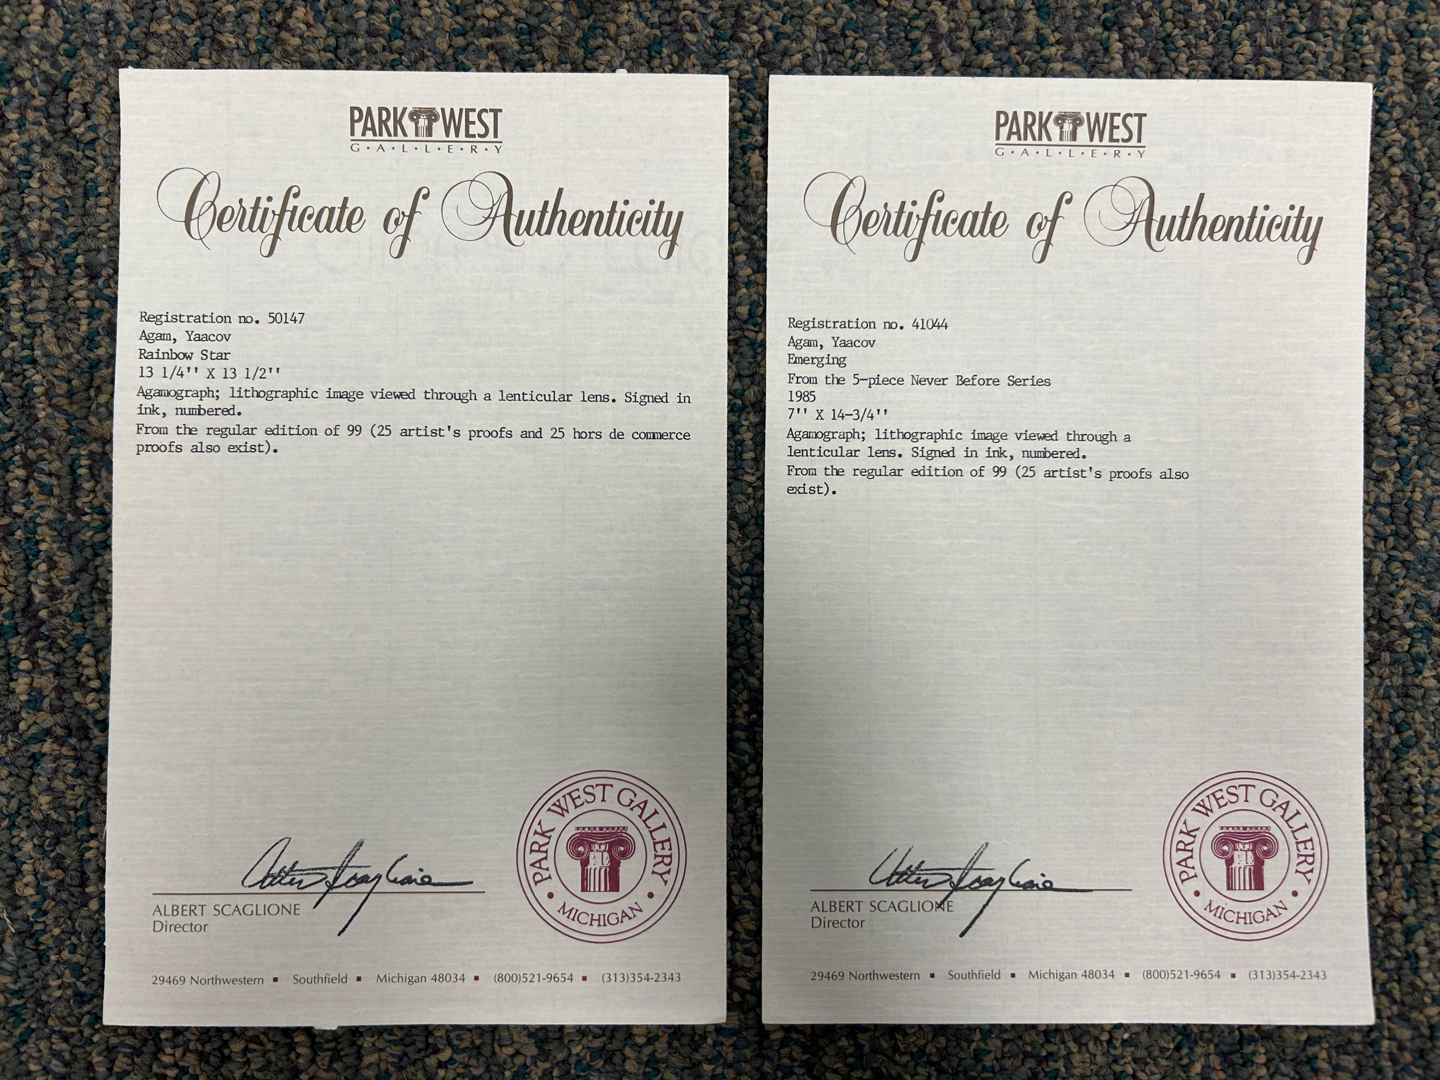 PARK WEST
G•A•L•L•E•R•Y
Certificate of Authenticity
Registration no. 50147
Agam, Yaacov
Rainbow Star
13 1/4'' X 13 1/2''
Agamograph; lithographic image viewed through a lenticular lens. Signed in
ink, numbered.
From the regular edition of 99 (25 artist's proofs and 25 hors de commerce
proofs also exist).
ALBERT SCAGLIONE
Director
PARK WEST GALLERY
• MICHIGAN •
29469 Northwestern ▪ Southfield ▪ Michigan 48034 ▪ (800)521-9654 ▪ (313)354-2343
PARK WEST
G•A•L•L•E•R•Y
Certificate of Authenticity
Registration no. 41044
Agam, Yaacov
Emerging
From the 5-piece Never Before Series
1985
7'' X 14-3/4''
Agamograph; lithographic image viewed through a
lenticular lens. Signed in ink, numbered.
From the regular edition of 99 (25 artist's proofs also
exist).
ALBERT SCAGLIONE
Director
PARK WEST GALLERY
• MICHIGAN •
29469 Northwestern ▪ Southfield ▪ Michigan 48034 ▪ (800)521-9654 ▪ (313)354-2343